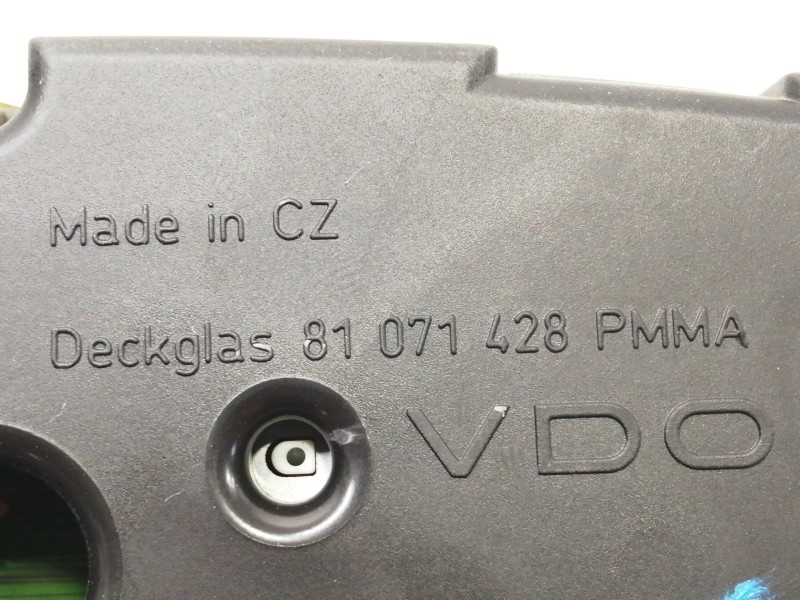 Made in CZ
Deckglas 81 071 428 PMMA
VDO